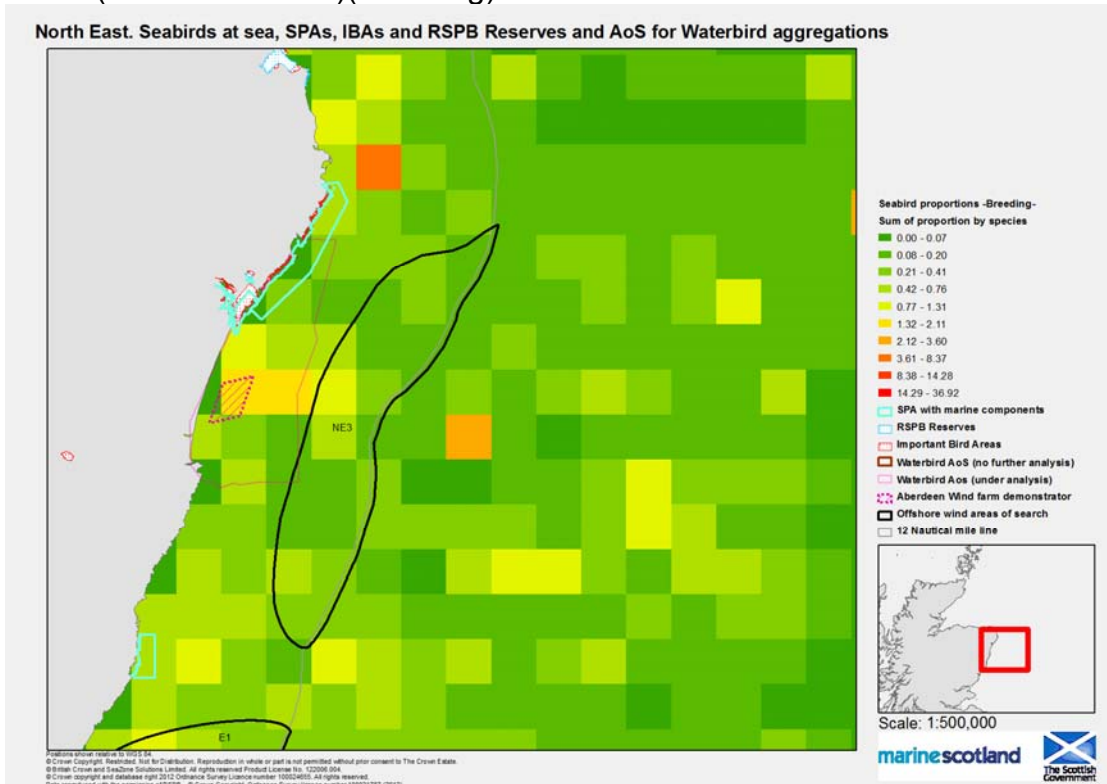 North East. Seabirds at sea, SPAs, IBAs and RSPB Reserves and AoS for Waterbird aggregations
NE3
E1
Seabird proportions -Breeding-
Sum of proportion by species
0.00 - 0.07
0.08 - 0.20
0.21 - 0.41
0.42 - 0.76
0.77 - 1.31
1.32 - 2.11
2.12 - 3.60
3.61 - 8.37
8.38 - 14.28
14.29 - 36.92
SPA with marine components
RSPB Reserves
Important Bird Areas
Waterbird AoS (no further analysis)
Waterbird Aos (under analysis)
Aberdeen Wind farm demonstrator
Offshore wind areas of search
12 Nautical mile line
Scale: 1:500,000
marinescotland
The Scottish
Government
Positions shown relative to WGS 84.
© Crown Copyright. Restricted. Not for Distribution. Reproduction in whole or part is not permitted without prior consent to The Crown Estate.
© British Crown and SeaZone Solutions Limited. All rights reserved Product License No. 122006.004.
© Crown copyright and database right 2012 Ordnance Survey Licence number 100024655. All rights reserved.